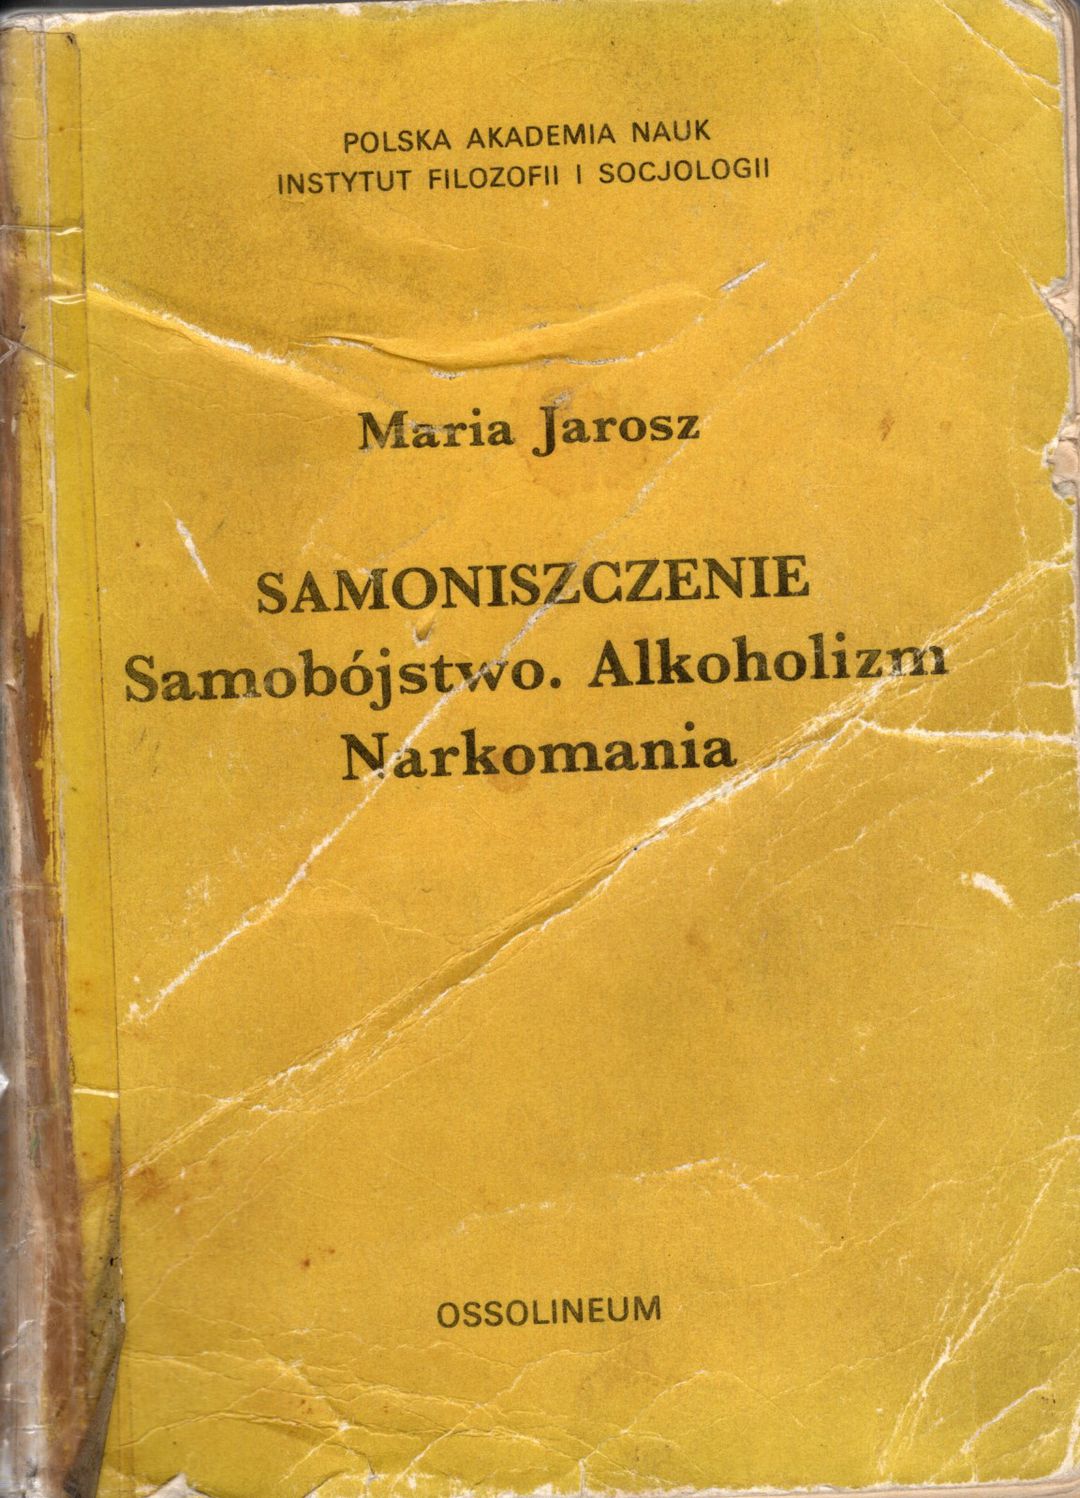 POLSKA AKADEMIA NAUK
INSTYTUT FILOZOFII I SOCJOLOGII
Maria Jarosz
SAMONISZCZENIE
Samobójstwo. Alkoholizm
Narkomania
OSSOLINEUM